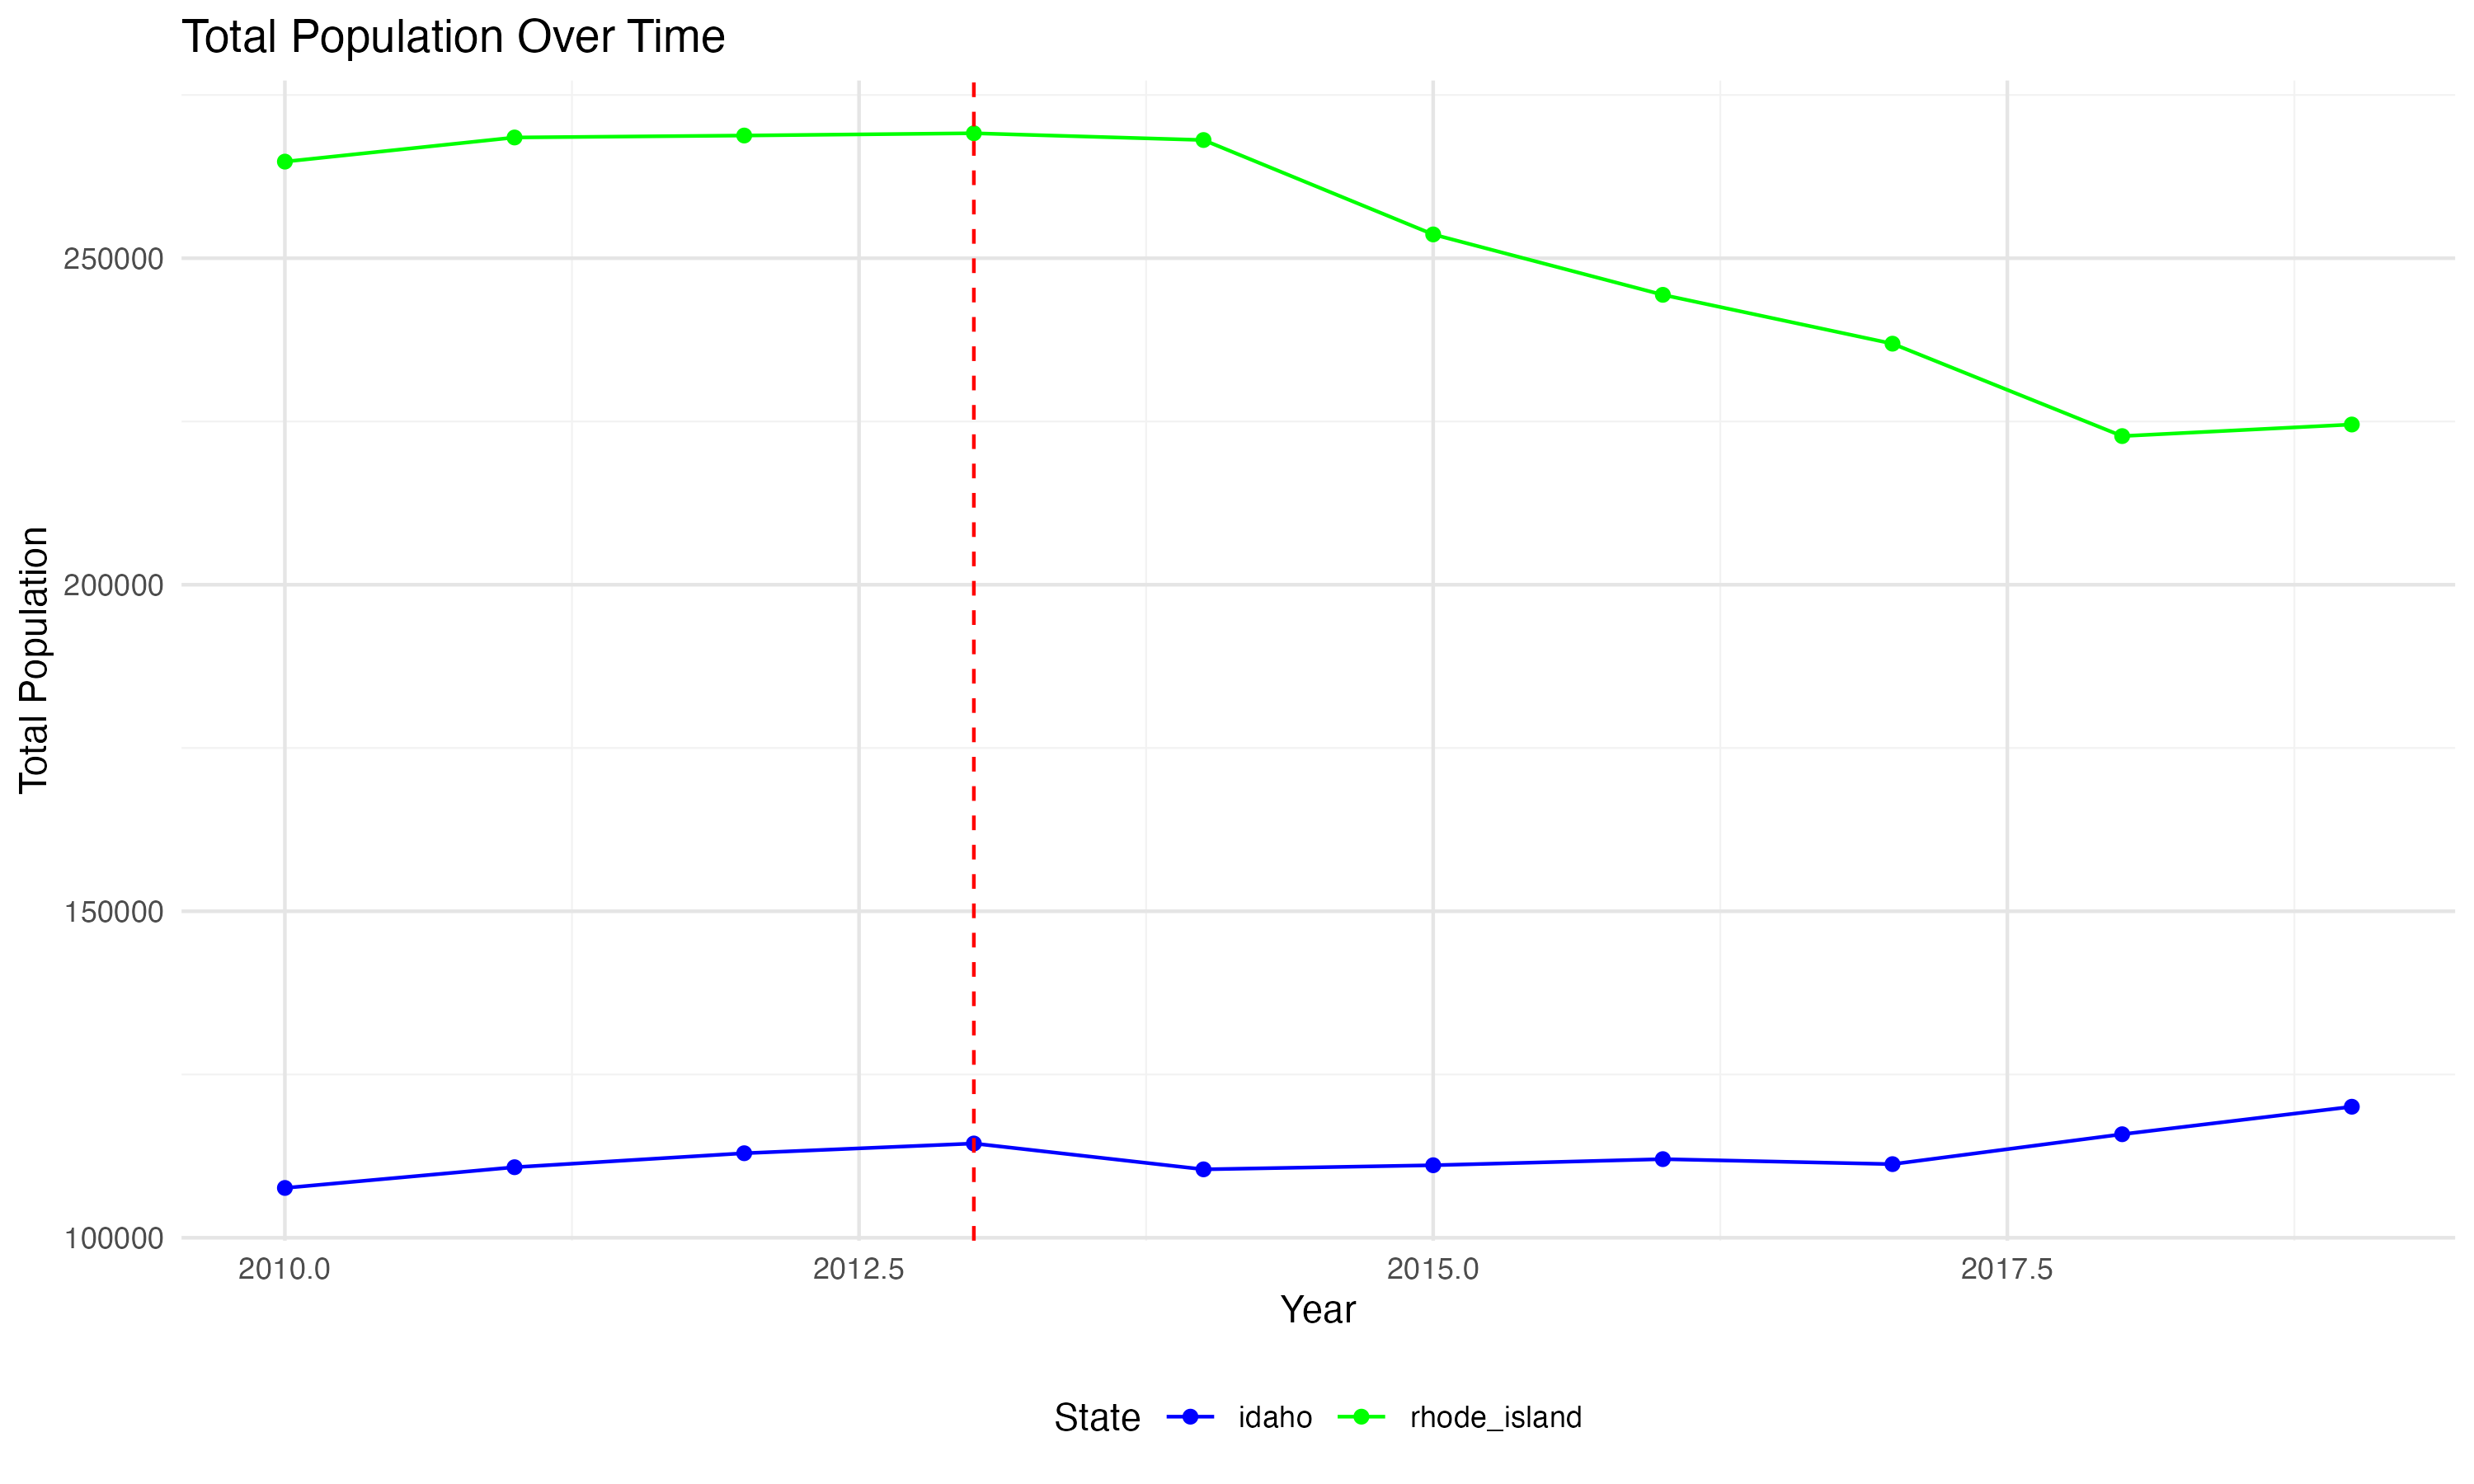 Total Population Over Time
Total Population
250000
200000
150000
100000
2010.0 2012.5 2015.0 2017.5
Year
State idaho rhode_island